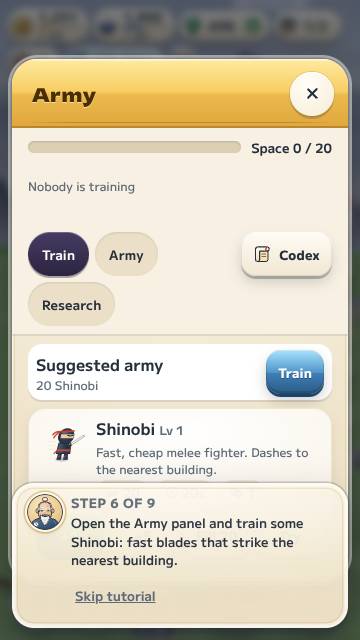 Army
Space 0 / 20
Nobody is training
Train
Army
Codex
Research
Suggested army
20 Shinobi
Train
Shinobi Lv 1
Fast, cheap melee fighter. Dashes to
the nearest building.
STEP 6 OF 9
Open the Army panel and train some
Shinobi: fast blades that strike the
nearest building.
Skip tutorial